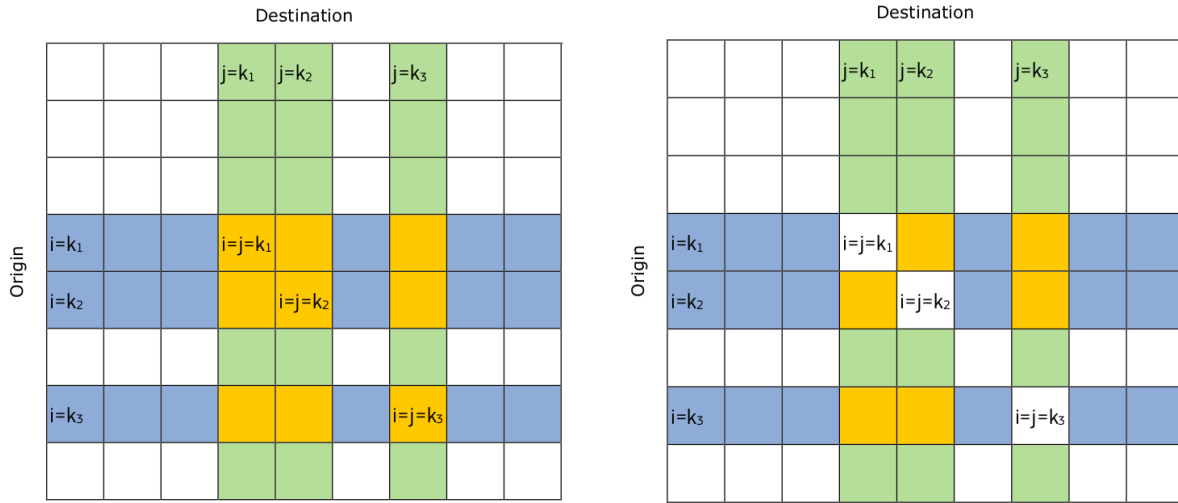 Destination
j=k₁ j=k₂ j=k₃
i=k₁ i=j=k₁
i=k₂ i=j=k₂
i=k₃ i=j=k₃
Origin
Destination
j=k₁ j=k₂ j=k₃
i=k₁ i=j=k₁
i=k₂ i=j=k₂
i=k₃ i=j=k₃
Origin